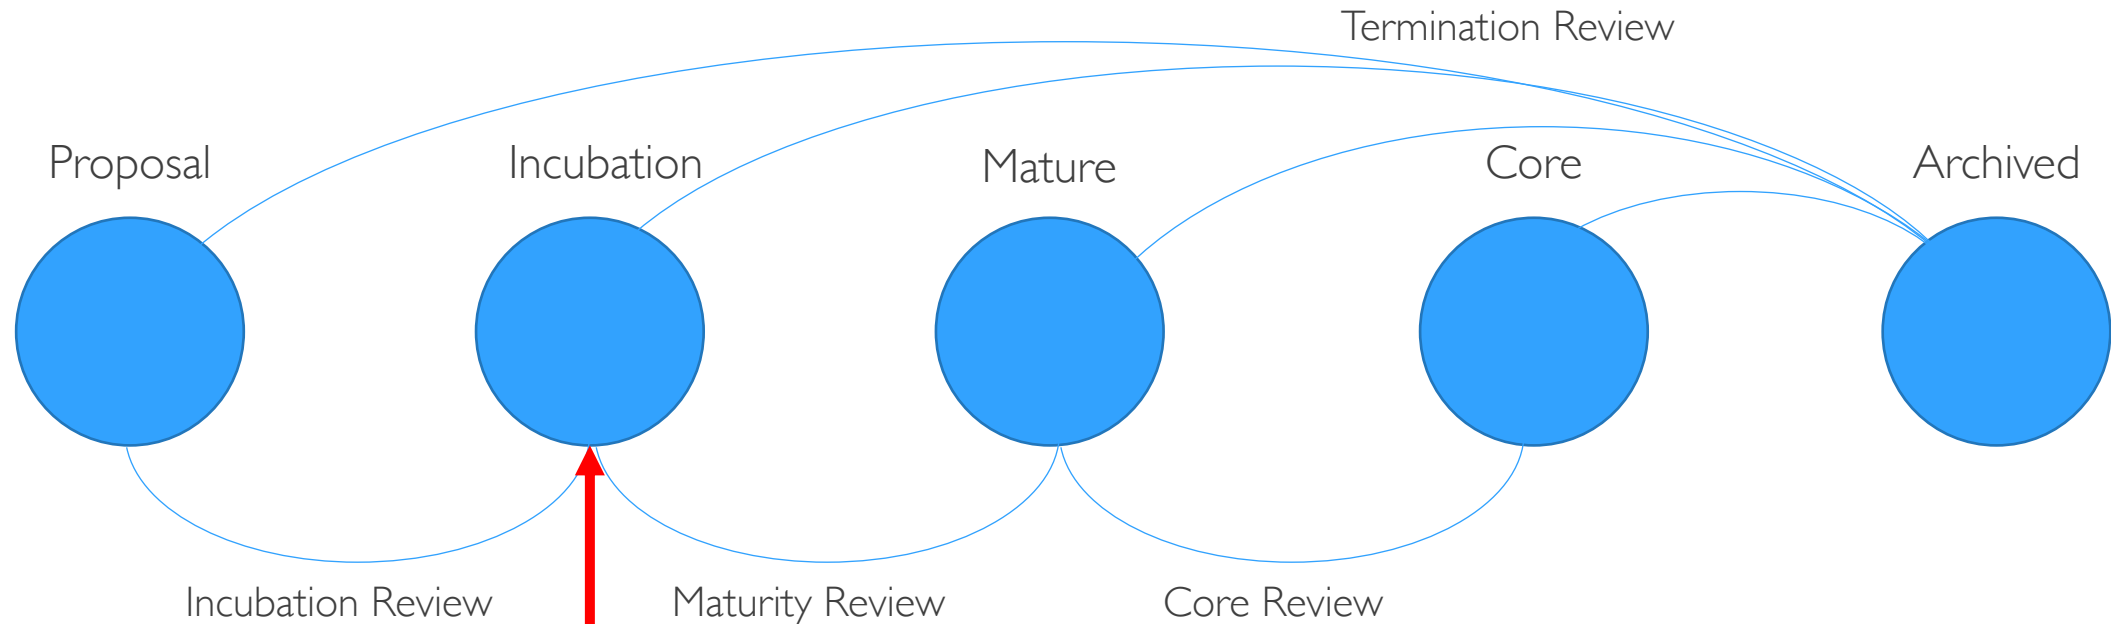 Termination Review
Proposal
Incubation
Mature
Core
Archived
Incubation Review
Maturity Review
Core Review